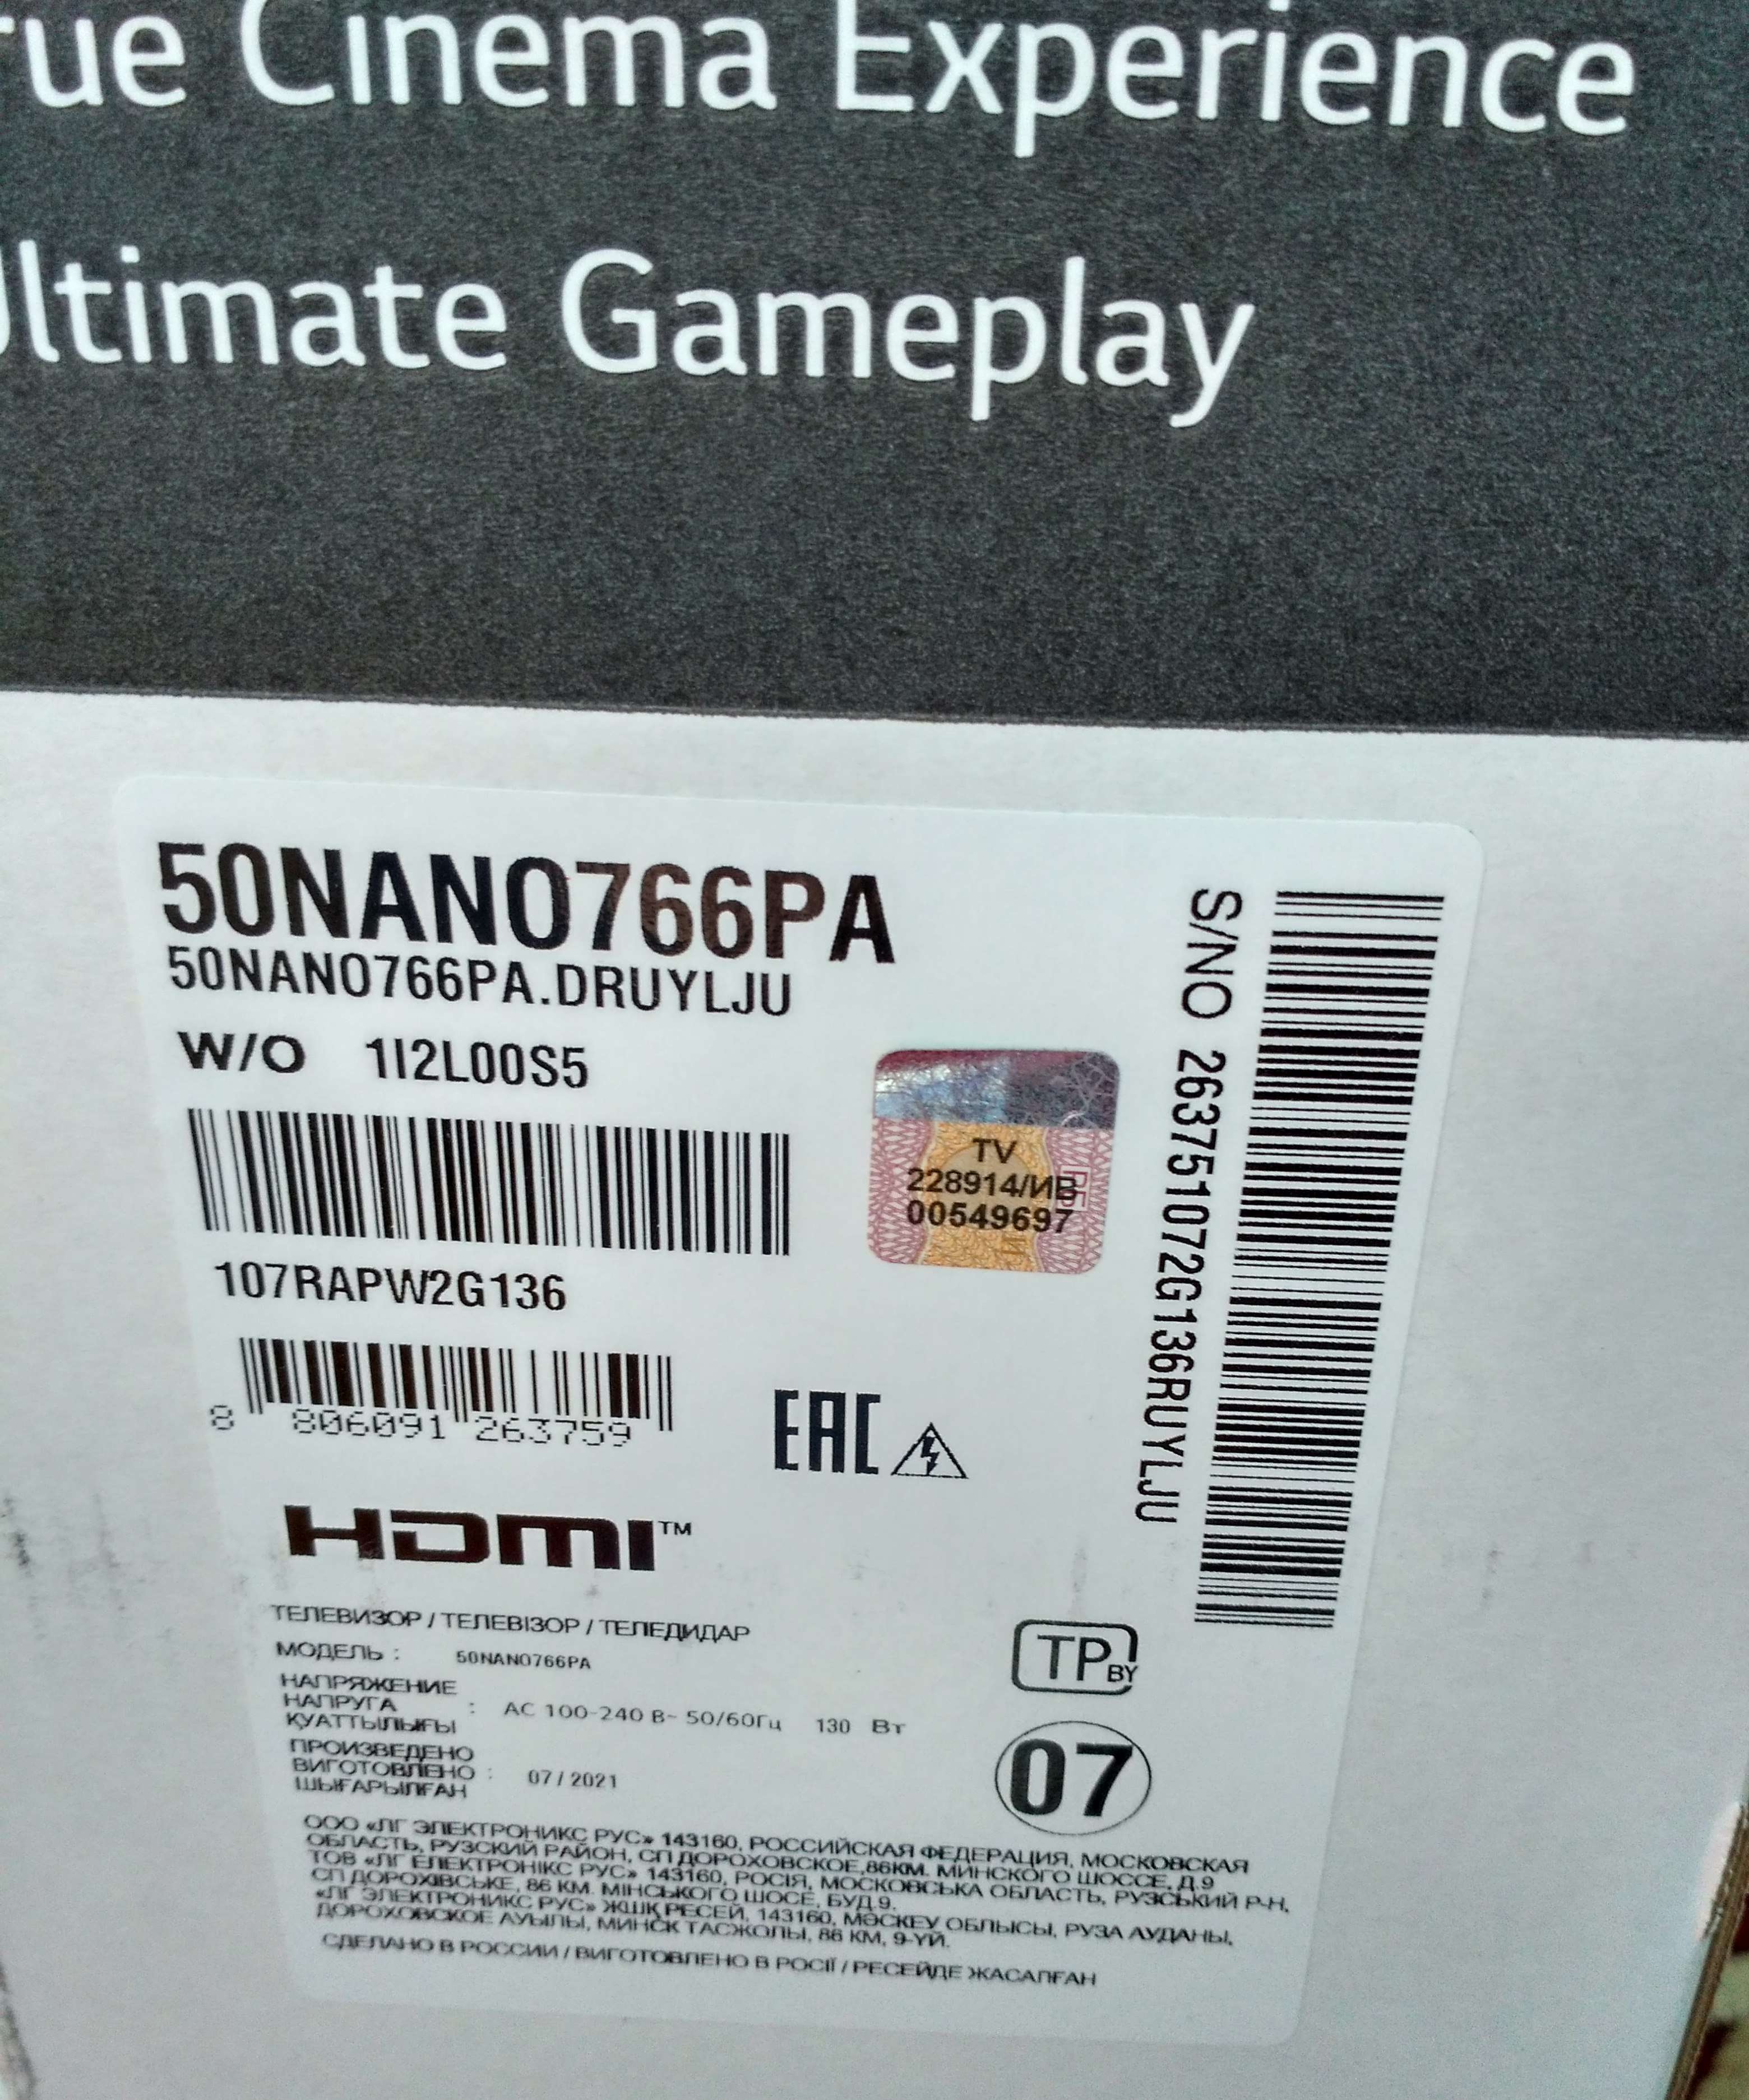 rue Cinema Experience
Ultimate Gameplay
50NANO766PA
50NANO766PA.DRUYLJU
W/O 1I2L00S5
TV
228914/ИВ
00549697
107RAPW2G136
8 806091 263759
EAC
HDMI™
S/NO 263751072G136RUYLJU
ТЕЛЕВИЗОР / ТЕЛЕВІЗОР / ТЕЛЕДИДАР
МОДЕЛЬ : 50NANO766PA
НАПРЯЖЕНИЕ
НАПРУГА : AC 100-240 В~ 50/60Гц 130 Вт
ҚУАТТЫЛЫҒЫ
ПРОИЗВЕДЕНО
ВИГОТОВЛЕНО : 07 / 2021
ШЫҒАРЫЛҒАН
TP BY
07
ООО «ЛГ ЭЛЕКТРОНИКС РУС» 143160, РОССИЙСКАЯ ФЕДЕРАЦИЯ, МОСКОВСКАЯ
ОБЛАСТЬ, РУЗСКИЙ РАЙОН, СП ДОРОХОВСКОЕ,86КМ. МИНСКОГО ШОССЕ, Д.9
ТОВ «ЛГ ЕЛЕКТРОНІКС РУС» 143160, РОСІЯ, МОСКОВСЬКА ОБЛАСТЬ, РУЗСЬКИЙ Р-Н,
СП ДОРОХІВСЬКЕ, 86 КМ. МІНСЬКОГО ШОСЕ, БУД.9.
«ЛГ ЭЛЕКТРОНИКС РУС» ЖШҚ РЕСЕЙ, 143160, МӘСКЕУ ОБЛЫСЫ, РУЗА АУДАНЫ,
ДОРОХОВСКОЕ АУЫЛЫ, МИНСК ТАСЖОЛЫ, 86 КМ, 9-ҮЙ.
СДЕЛАНО В РОССИИ / ВИГОТОВЛЕНО В РОСІЇ / РЕСЕЙДЕ ЖАСАЛҒАН